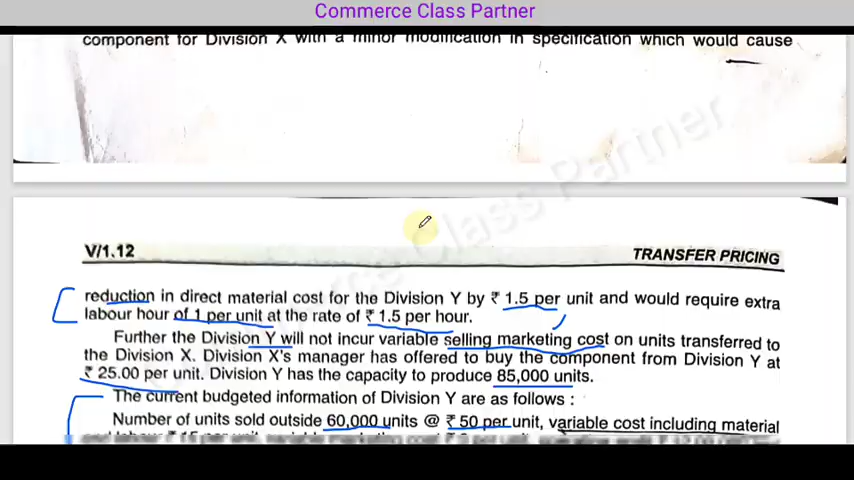 Commerce Class Partner
component for Division X with a minor modification in specification which would cause
Commerce Class Partner
V/1.12
TRANSFER PRICING
reduction in direct material cost for the Division Y by ₹ 1.5 per unit and would require extra
labour hour of 1 per unit at the rate of ₹ 1.5 per hour.
Further the Division Y will not incur variable selling marketing cost on units transferred to
the Division X. Division X's manager has offered to buy the component from Division Y at
₹ 25.00 per unit. Division Y has the capacity to produce 85,000 units.
The current budgeted information of Division Y are as follows :
Number of units sold outside 60,000 units @ ₹ 50 per unit, variable cost including material